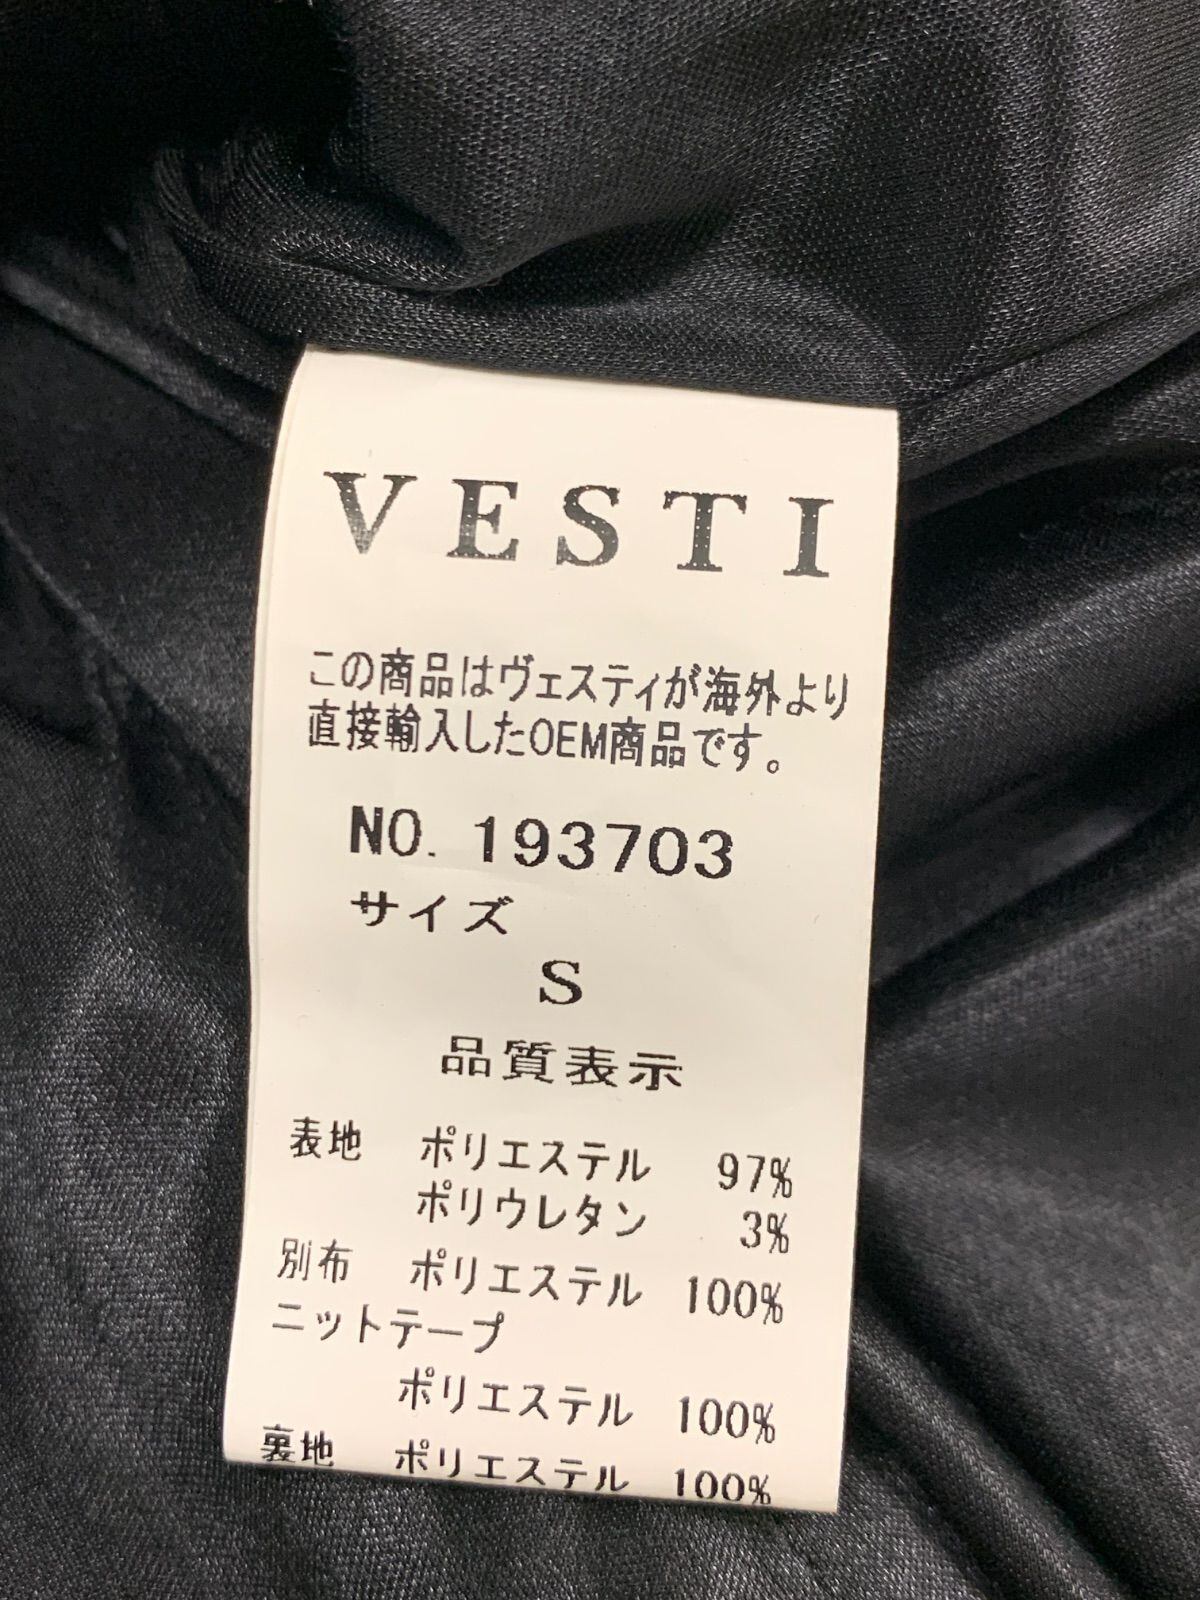 VESTI
この商品はヴェスティが海外より
直接輸入したOEM商品です。
NO. 193703
サイズ
S
品質表示
表地 ポリエステル 97%
ポリウレタン 3%
別布 ポリエステル 100%
ニットテープ
ポリエステル 100%
裏地 ポリエステル 100%